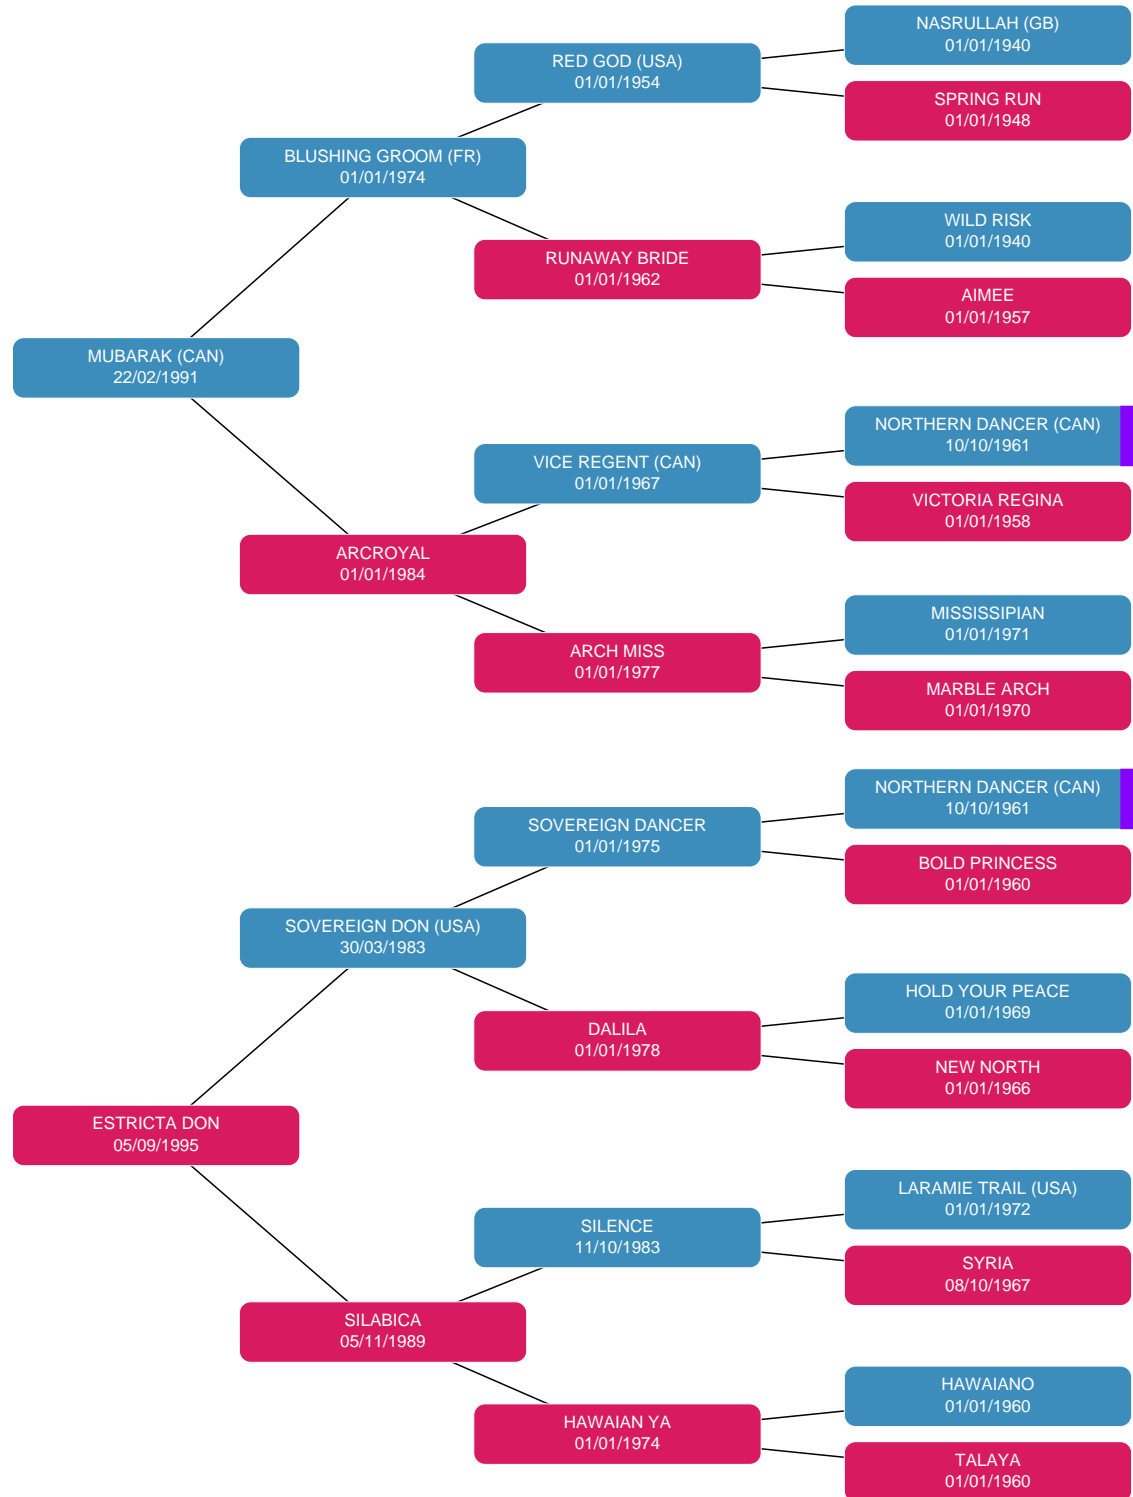 NASRULLAH (GB)
01/01/1940
RED GOD (USA)
01/01/1954
SPRING RUN
01/01/1948
BLUSHING GROOM (FR)
01/01/1974
WILD RISK
01/01/1940
RUNAWAY BRIDE
01/01/1962
AIMEE
01/01/1957
MUBARAK (CAN)
22/02/1991
NORTHERN DANCER (CAN)
10/10/1961
VICE REGENT (CAN)
01/01/1967
VICTORIA REGINA
01/01/1958
ARCROYAL
01/01/1984
MISSISSIPIAN
01/01/1971
ARCH MISS
01/01/1977
MARBLE ARCH
01/01/1970
NORTHERN DANCER (CAN)
10/10/1961
SOVEREIGN DANCER
01/01/1975
BOLD PRINCESS
01/01/1960
SOVEREIGN DON (USA)
30/03/1983
HOLD YOUR PEACE
01/01/1969
DALILA
01/01/1978
NEW NORTH
01/01/1966
ESTRICTA DON
05/09/1995
LARAMIE TRAIL (USA)
01/01/1972
SILENCE
11/10/1983
SYRIA
08/10/1967
SILABICA
05/11/1989
HAWAIANO
01/01/1960
HAWAIAN YA
01/01/1974
TALAYA
01/01/1960